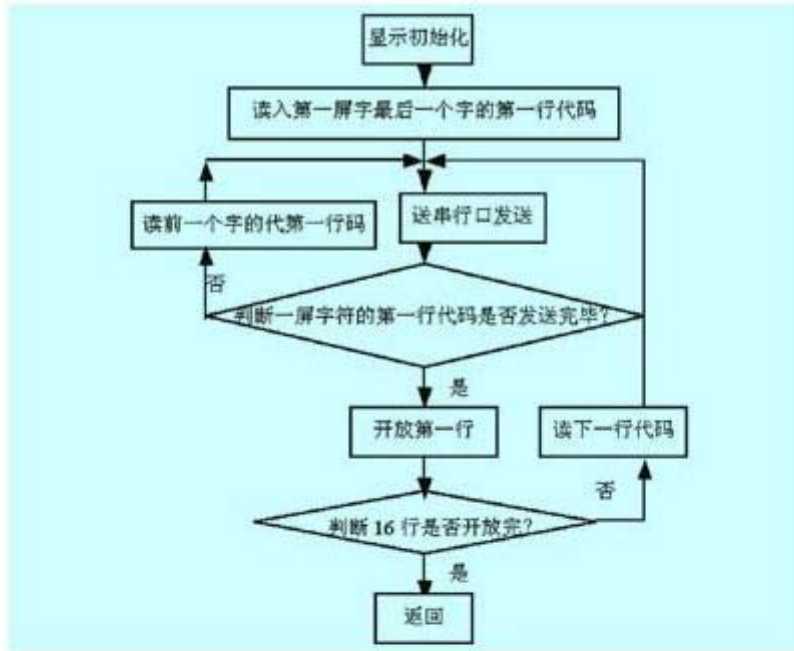 显示初始化
读入第一屏字最后一个字的第一行代码
读前一个字的代第一行码
送串行口发送
否
判断一屏字符的第一行代码是否发送完毕?
是
开放第一行
读下一行代码
否
判断 16 行是否开放完?
是
返回